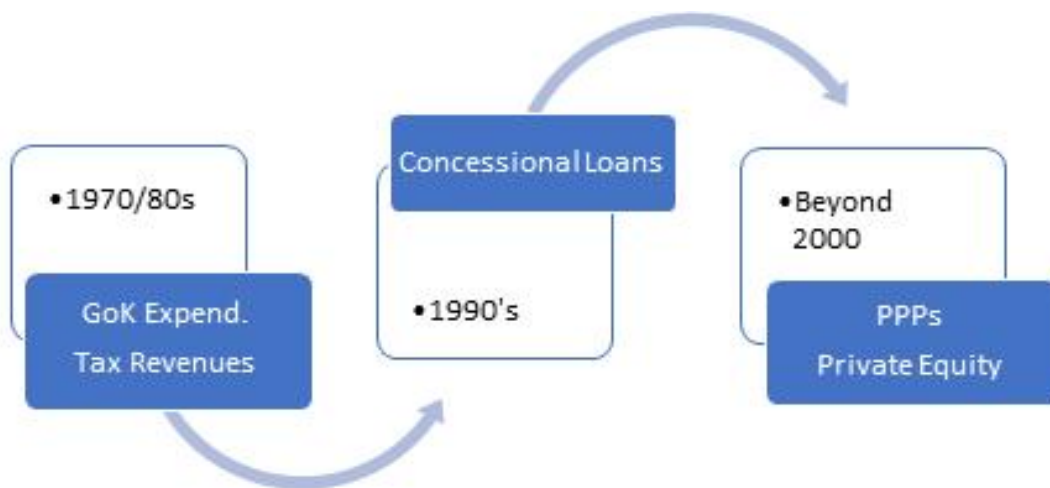 •1970/80s
GoK Expend.
Tax Revenues
Concessional Loans
•1990's
•Beyond
2000
PPPs
Private Equity